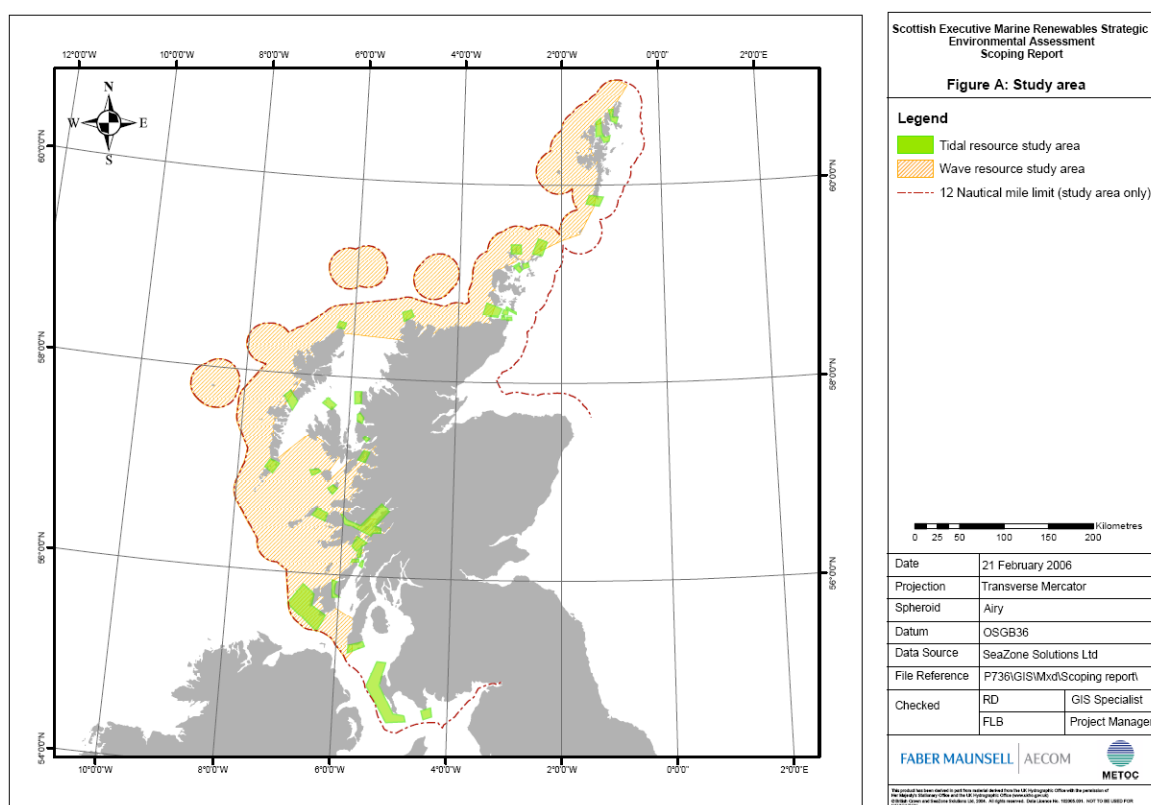 12°0'0"W
10°0'0"W
8°0'0"W
6°0'0"W
4°0'0"W
2°0'0"W
0°0'0"
2°0'0"E
N
W
E
S
60°0'0"N
58°0'0"N
56°0'0"N
54°0'0"N
60°0'0"N
58°0'0"N
56°0'0"N
10°0'0"W
8°0'0"W
6°0'0"W
4°0'0"W
2°0'0"W
0°0'0"
2°0'0"E
Scottish Executive Marine Renewables Strategic
Environmental Assessment
Scoping Report
Figure A: Study area
Legend
Tidal resource study area
Wave resource study area
12 Nautical mile limit (study area only)
0 25 50 100 150 200 Kilometres
Date 21 February 2006
Projection Transverse Mercator
Spheroid Airy
Datum OSGB36
Data Source SeaZone Solutions Ltd
File Reference P736\GIS\Mxd\Scoping report\
Checked RD GIS Specialist
FLB Project Manager
FABER MAUNSELL AECOM
METOC